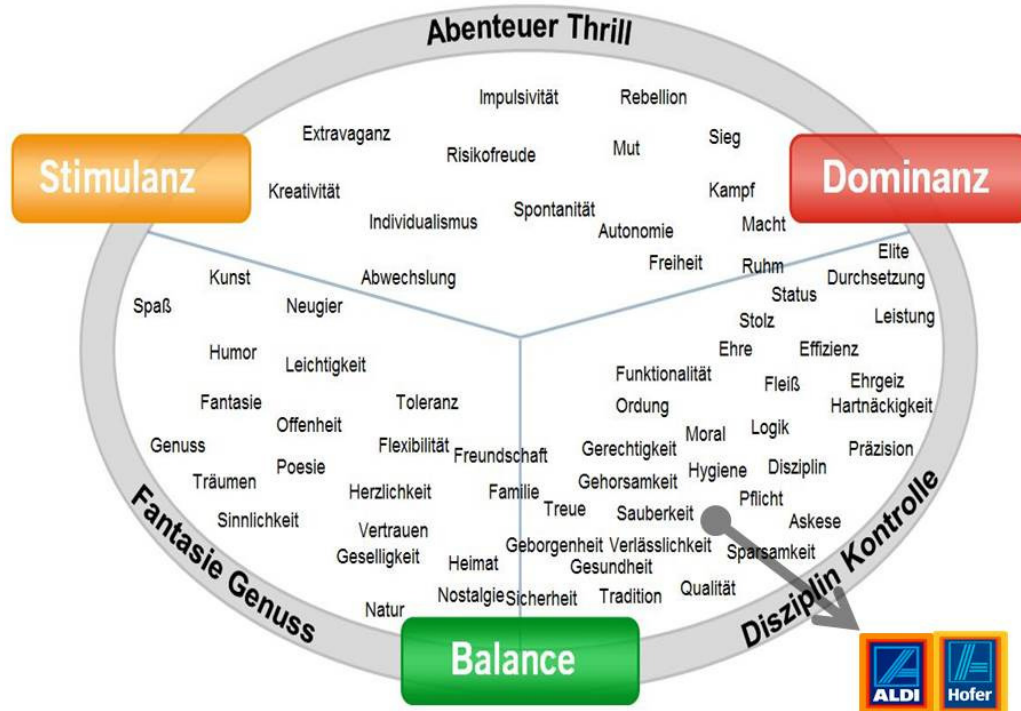 Abenteuer Thrill
Impulsivität Rebellion
Extravaganz Sieg
Risikofreude Mut
Stimulanz Dominanz
Kreativität Kampf
Individualismus Spontanität Macht
Autonomie
Elite
Freiheit Ruhm
Kunst Abwechslung Durchsetzung
Spaß Neugier Status
Stolz Leistung
Humor Ehre Effizienz
Leichtigkeit Funktionalität Fleiß Ehrgeiz
Fantasie Toleranz Ordung Hartnäckigkeit
Offenheit Moral Logik
Genuss Flexibilität Freundschaft Gerechtigkeit Präzision
Poesie Hygiene Disziplin
Träumen Herzlichkeit Familie Gehorsamkeit
Pflicht
Sinnlichkeit Treue Sauberkeit Askese
Vertrauen
Geselligkeit Geborgenheit Verlässlichkeit Sparsamkeit
Heimat Gesundheit
Nostalgie Sicherheit Tradition Qualität
Natur
Fantasie Genuss
Disziplin Kontrolle
Balance
ALDI Hofer